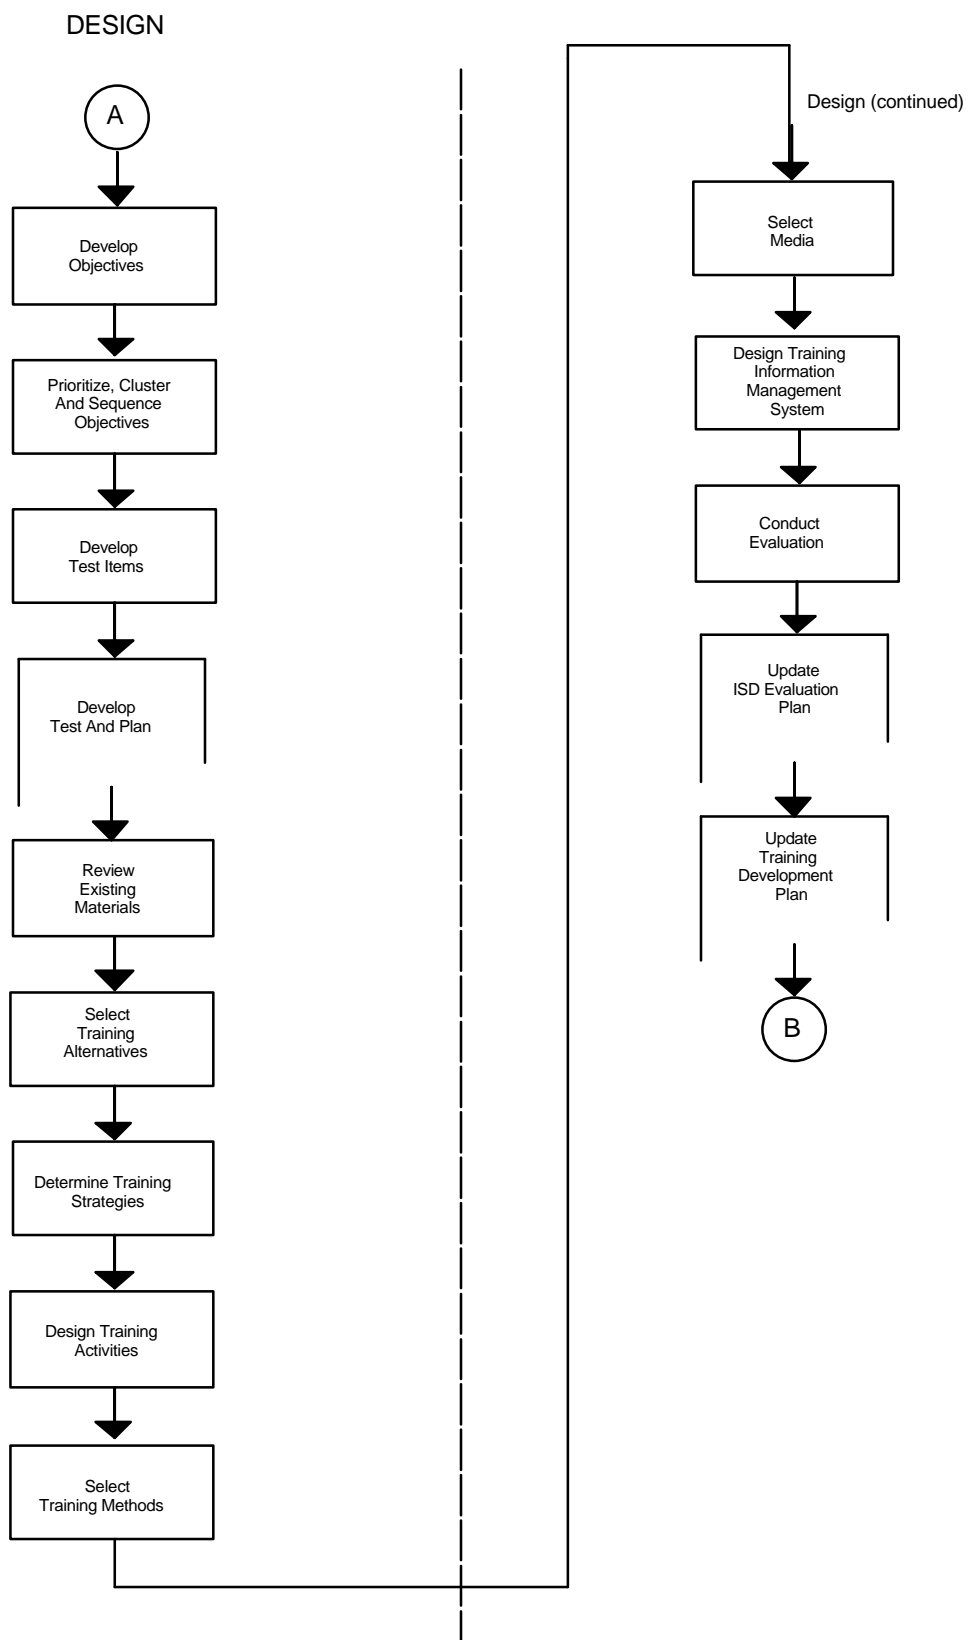 DESIGN
A
Develop
Objectives
Prioritize, Cluster
And Sequence
Objectives
Develop
Test Items
Develop
Test And Plan
Review
Existing
Materials
Select
Training
Alternatives
Determine Training
Strategies
Design Training
Activities
Select
Training Methods
Design (continued)
Select
Media
Design Training
Information
Management
System
Conduct
Evaluation
Update
ISD Evaluation
Plan
Update
Training
Development
Plan
B